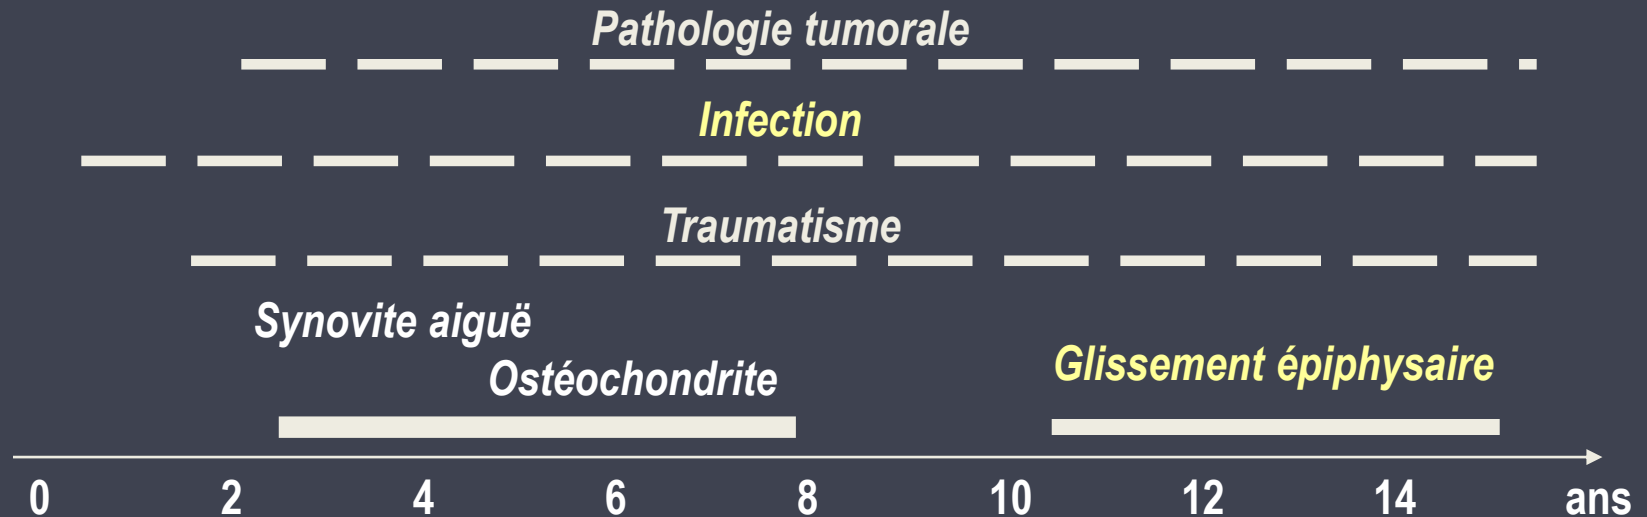 Pathologie tumorale
Infection
Traumatisme
Synovite aiguë
Ostéochondrite
Glissement épiphysaire
0 2 4 6 8 10 12 14 ans